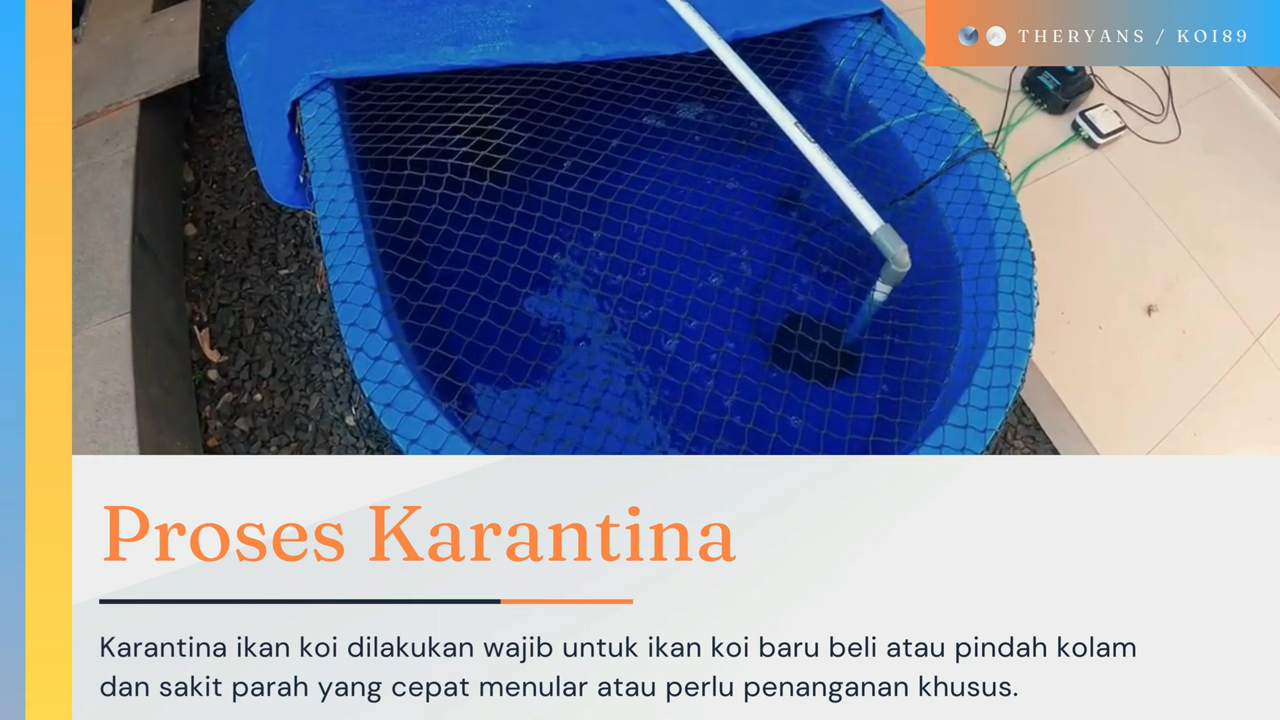 THERYANS / KOI89
Proses Karantina
Karantina ikan koi dilakukan wajib untuk ikan koi baru beli atau pindah kolam
dan sakit parah yang cepat menular atau perlu penanganan khusus.